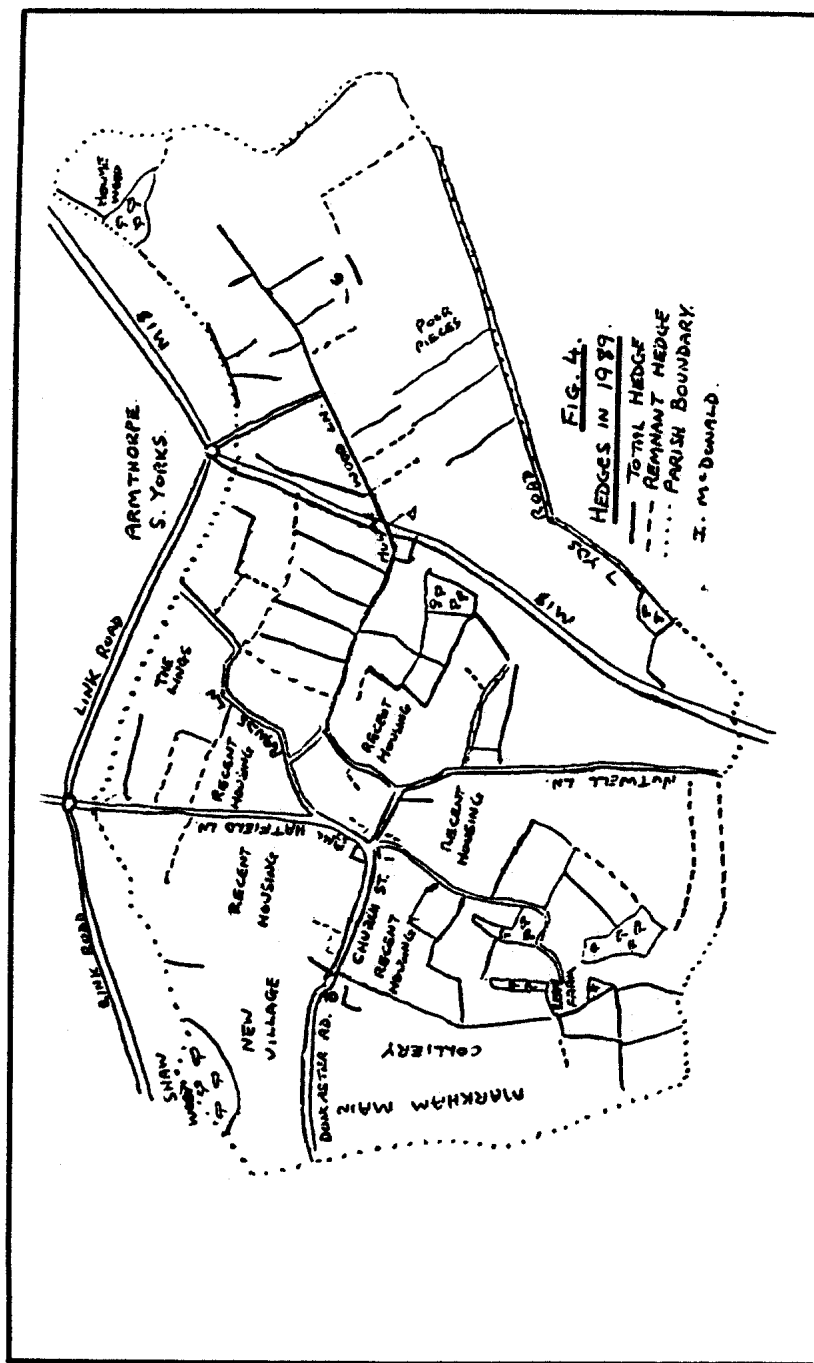 ARMTHORPE
S. YORKS.
LINK ROAD
LINK ROAD
M18
M18
HOLME
WOOD
SHAW
WOOD
THE
LINGS
RECENT
HOUSING
HATFIELD LN.
RECENT
HOUSING
NEW
VILLAGE
DONCASTER RD.
CHURCH ST.
RECENT
HOUSING
RECENT
HOUSING
RECENT
HOUSING
WOOD LN.
POOR
PIECES
NUTWELL LN.
MARKHAM MAIN
COLLIERY
FARM
7 YDS
ROAD
FIG. 4.
HEDGES IN 1989.
TOTAL HEDGE
REMNANT HEDGE
PARISH BOUNDARY.
I. McDONALD.